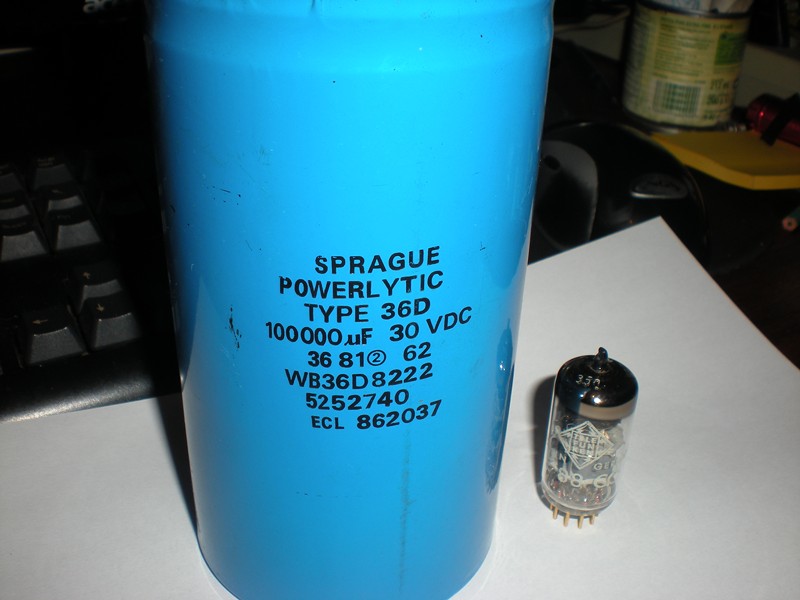 SPRAGUE
POWERLYTIC
TYPE 36D
100000µF 30 VDC
36 81② 62
WB36D8222
5252740
ECL 862037